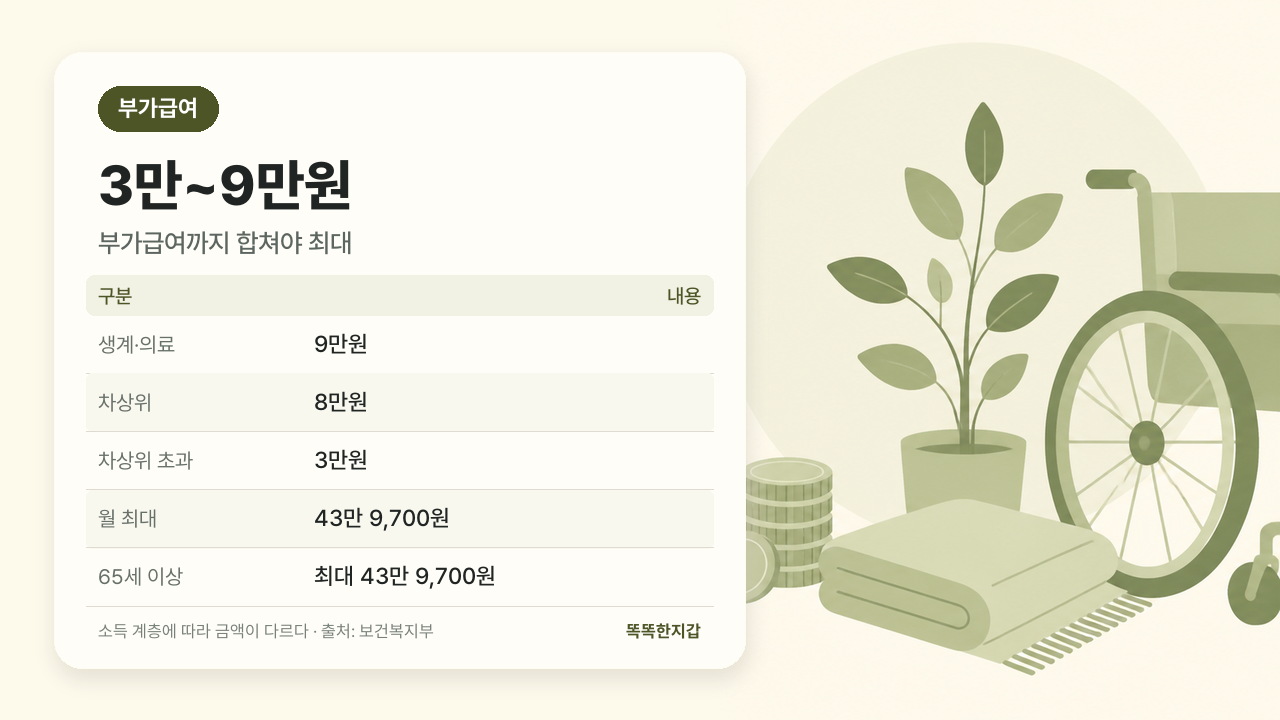 부가급여
3만~9만원
부가급여까지 합쳐야 최대
구분 내용
생계·의료 9만원
차상위 8만원
차상위 초과 3만원
월 최대 43만 9,700원
65세 이상 최대 43만 9,700원
소득 계층에 따라 금액이 다르다 · 출처: 보건복지부 똑똑한지갑